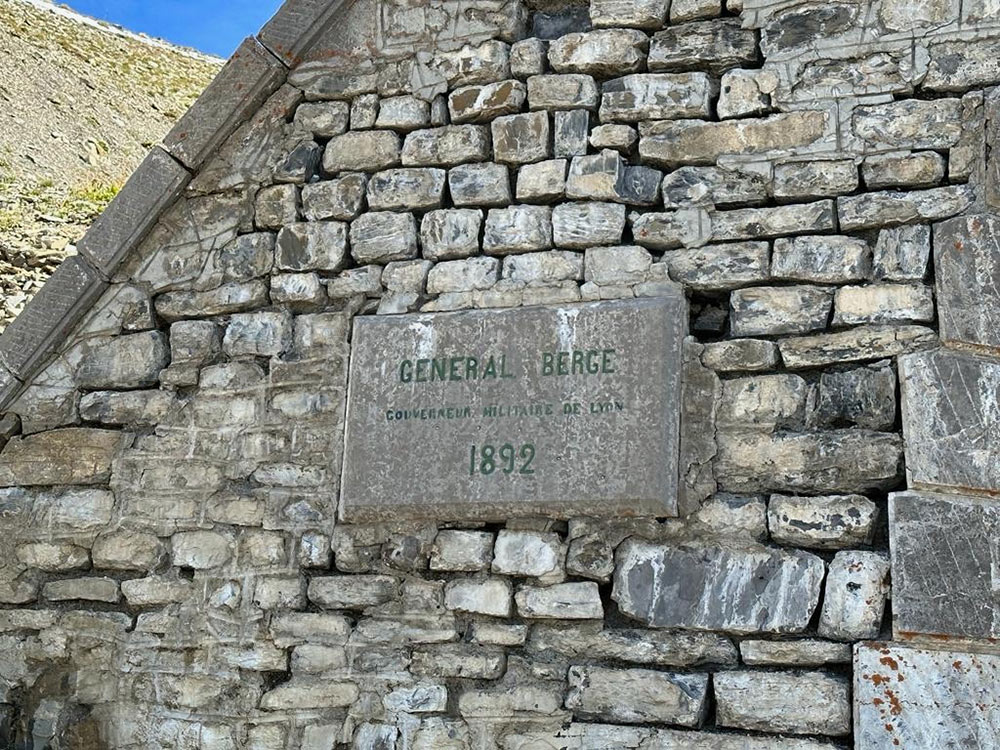 GENERAL BERGE
GOUVERNEUR MILITAIRE DE LYON
1892